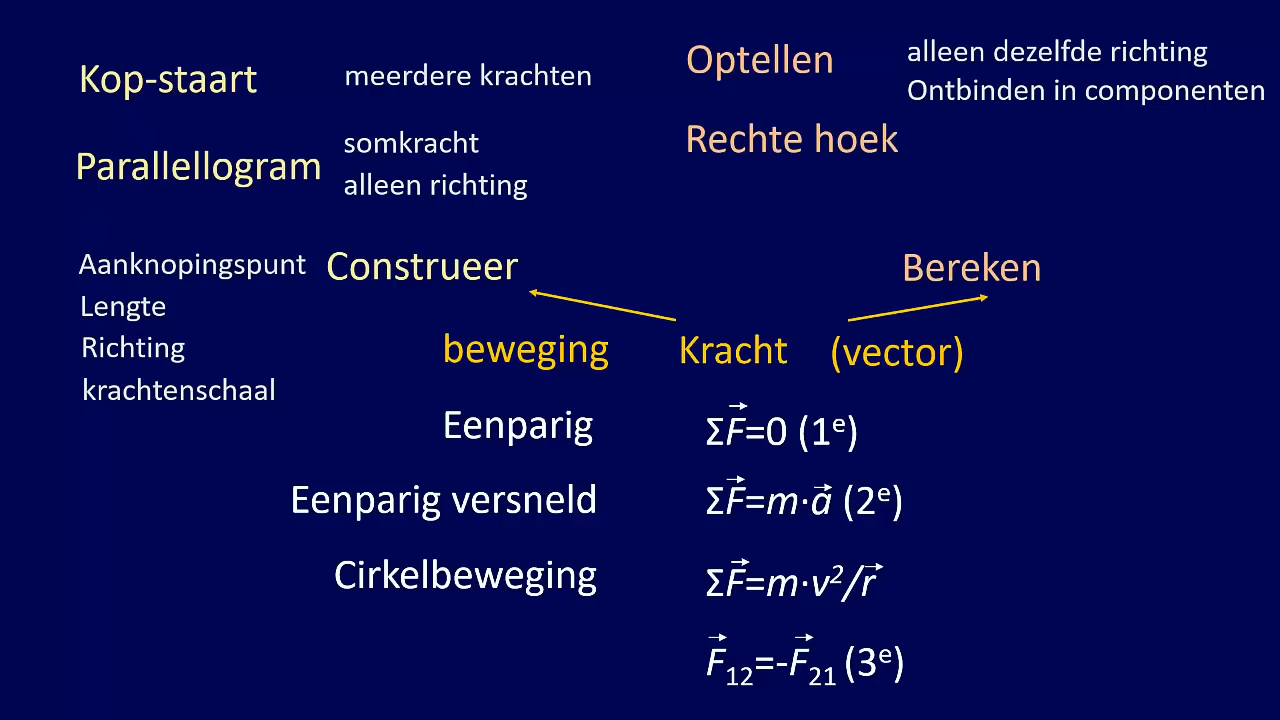 Kop-staart
meerdere krachten
Parallellogram
somkracht
alleen richting
Optellen
alleen dezelfde richting
Ontbinden in componenten
Rechte hoek
Aanknopingspunt
Lengte
Richting
krachtenschaal
Construeer
Bereken
beweging Kracht (vector)
Eenparig ΣF⃗=0 (1ᵉ)
Eenparig versneld ΣF⃗=m·a⃗ (2ᵉ)
Cirkelbeweging ΣF⃗=m·v²/r⃗
F⃗₁₂=-F⃗₂₁ (3ᵉ)